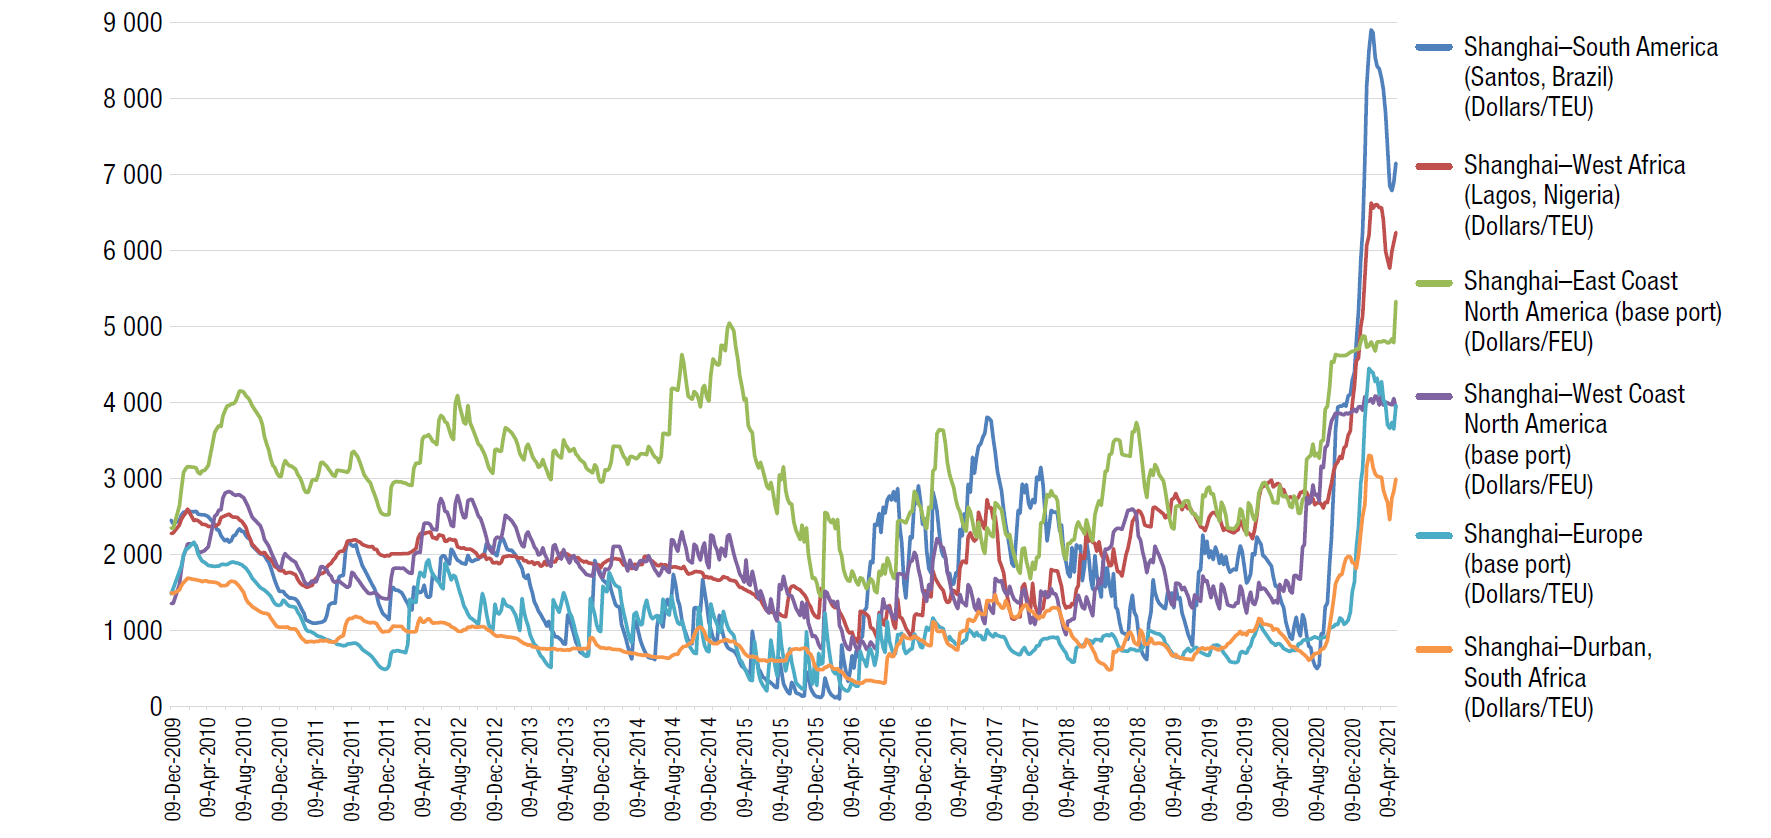 9 000
8 000
7 000
6 000
5 000
4 000
3 000
2 000
1 000
0
09-Dec-2009
09-Apr-2010
09-Aug-2010
09-Dec-2010
09-Apr-2011
09-Aug-2011
09-Dec-2011
09-Apr-2012
09-Aug-2012
09-Dec-2012
09-Apr-2013
09-Aug-2013
09-Dec-2013
09-Apr-2014
09-Aug-2014
09-Dec-2014
09-Apr-2015
09-Aug-2015
09-Dec-2015
09-Apr-2016
09-Aug-2016
09-Dec-2016
09-Apr-2017
09-Aug-2017
09-Dec-2017
09-Apr-2018
09-Aug-2018
09-Dec-2018
09-Apr-2019
09-Aug-2019
09-Dec-2019
09-Apr-2020
09-Aug-2020
09-Dec-2020
09-Apr-2021
Shanghai–South America
(Santos, Brazil)
(Dollars/TEU)
Shanghai–West Africa
(Lagos, Nigeria)
(Dollars/TEU)
Shanghai–East Coast
North America (base port)
(Dollars/FEU)
Shanghai–West Coast
North America
(base port)
(Dollars/FEU)
Shanghai–Europe
(base port)
(Dollars/TEU)
Shanghai–Durban,
South Africa
(Dollars/TEU)